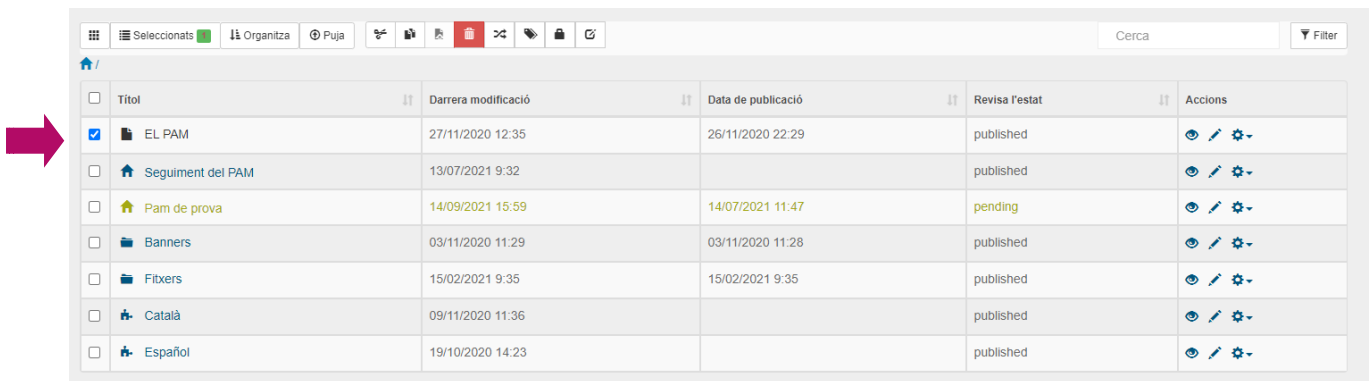 Seleccionats 1 Organitza Puja Cerca Filter
/
Títol Darrera modificació Data de publicació Revisa l'estat Accions
EL PAM 27/11/2020 12:35 26/11/2020 22:29 published
Seguiment del PAM 13/07/2021 9:32 published
Pam de prova 14/09/2021 15:59 14/07/2021 11:47 pending
Banners 03/11/2020 11:29 03/11/2020 11:28 published
Fitxers 15/02/2021 9:35 15/02/2021 9:35 published
Català 09/11/2020 11:36 published
Español 19/10/2020 14:23 published